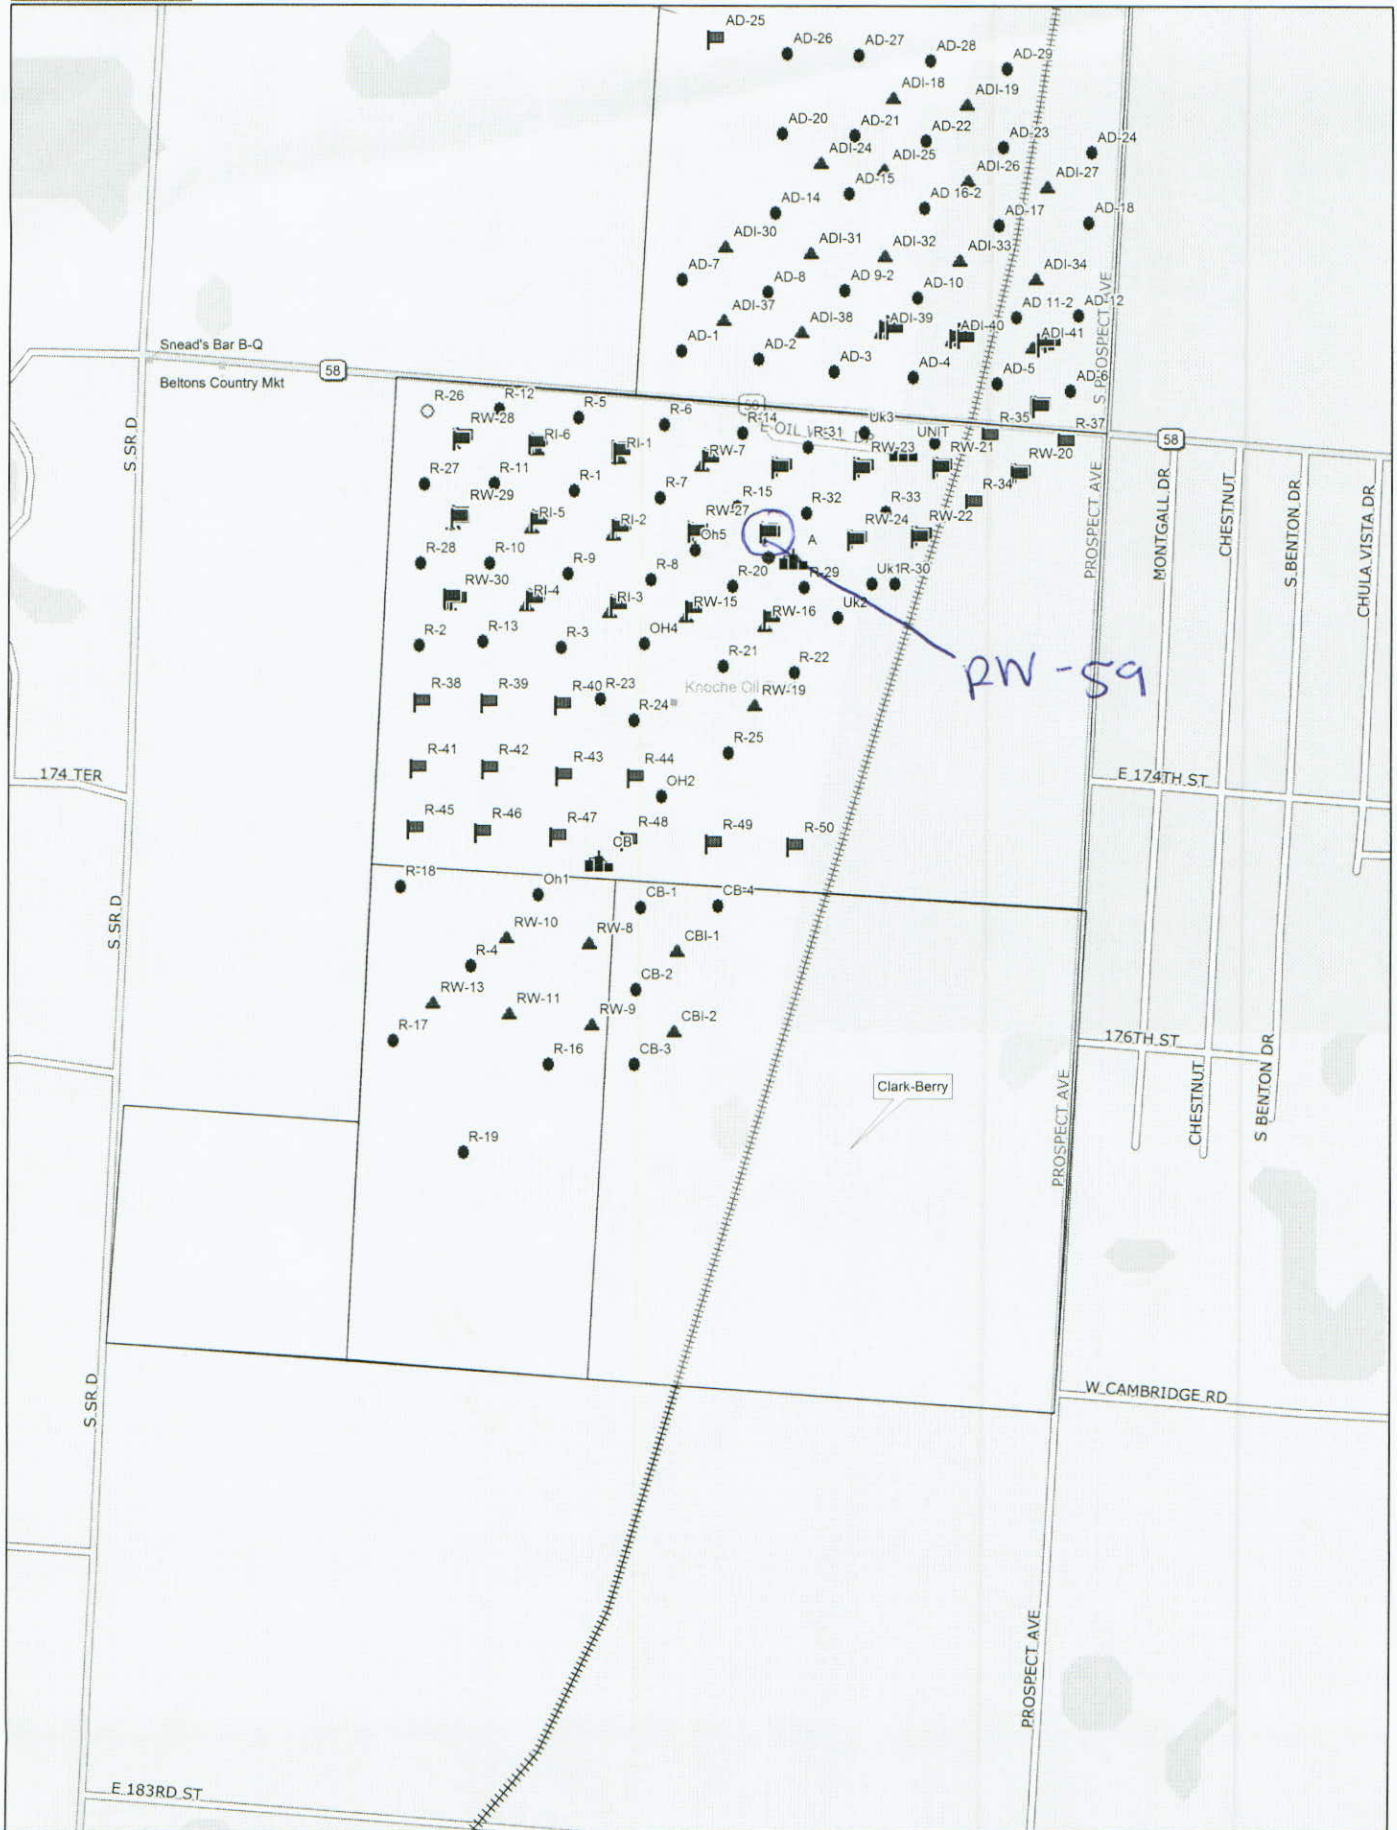 AD-25
AD-26
AD-27
AD-28
AD-29
ADI-18
ADI-19
AD-20
AD-21
AD-22
AD-23
AD-24
ADI-24
ADI-25
ADI-26
ADI-27
AD-15
AD 16-2
AD-14
AD-17
AD-18
ADI-30
ADI-31
ADI-32
ADI-33
ADI-34
AD-7
AD-8
AD 9-2
AD-10
AD 11-2
AD-12
S PROSPECT AVE
ADI-37
ADI-38
ADI-39
ADI-40
ADI-41
AD-1
AD-2
AD-3
AD-4
AD-5
AD-6
Snead's Bar B-Q
Beltons Country Mkt
58
S SR D
R-26
R-12
R-5
R-6
R-14
58
E OIL WELL DR
R-31
Uk3
UNIT
R-35
R-37
58
RW-28
RI-6
RI-1
RW-7
RW-23
RW-21
RW-20
R-27
R-11
R-1
R-7
R-15
R-32
R-33
R-34
RW-29
RI-5
RI-2
RW-27
RW-24
RW-22
Oh5
A
R-28
R-10
R-9
R-8
R-20
R-29
Uk1
R-30
RW-30
RI-4
RI-3
RW-15
RW-16
Uk2
PROSPECT AVE
MONTGALL DR
CHESTNUT
S BENTON DR
CHULA VISTA DR
R-2
R-13
R-3
OH4
R-21
R-22
RW-59
R-38
R-39
R-40
R-23
R-24
Knoche Oil
RW-19
R-25
R-41
R-42
R-43
R-44
OH2
174 TER
E 174TH ST
R-45
R-46
R-47
R-48
R-49
R-50
CB
R-18
Oh1
CB-1
CB-4
S SR D
RW-10
RW-8
CBI-1
R-4
CB-2
RW-13
RW-11
RW-9
CBI-2
R-17
R-16
CB-3
176TH ST
Clark-Berry
PROSPECT AVE
CHESTNUT
S BENTON DR
R-19
S SR D
W CAMBRIDGE RD
PROSPECT AVE
E 183RD ST